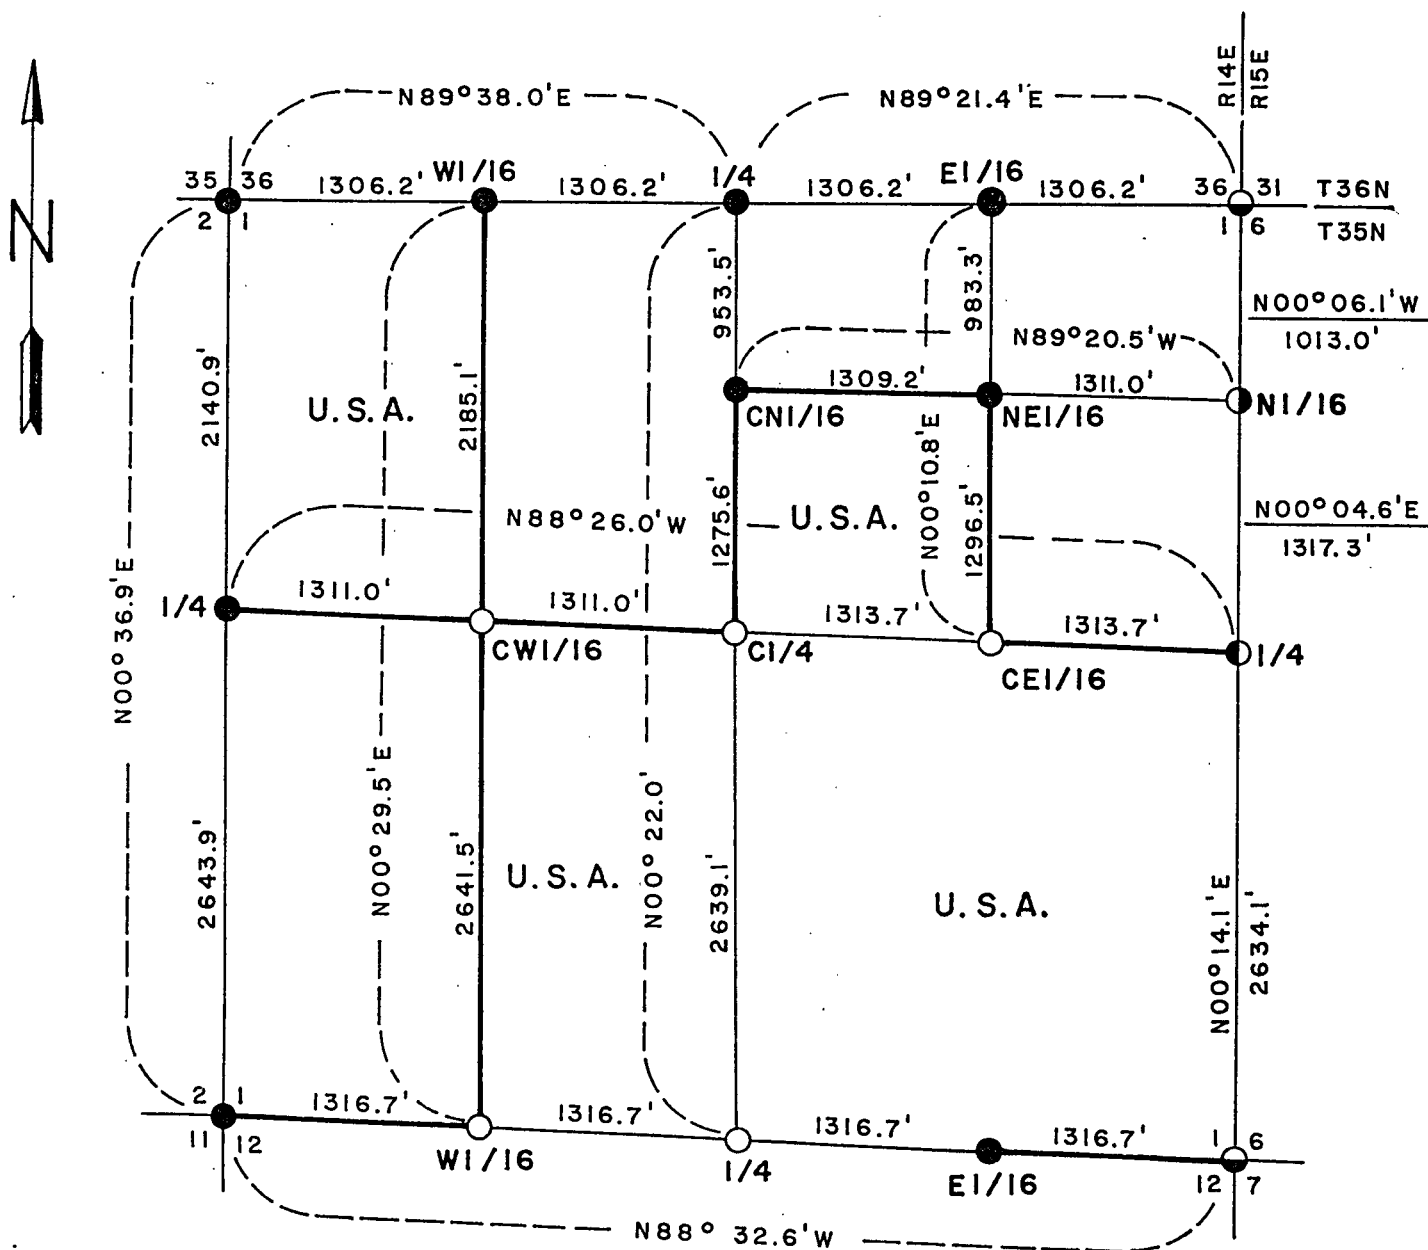 R14E
R15E
N89°38.0'E
N89°21.4'E
35 36
1306.2'
W1/16
1306.2'
1/4
1306.2'
E1/16
1306.2'
36 31
T36N
2 1
1 6
T35N
N
953.5'
983.3'
N00°06.1'W
1013.0'
N89°20.5'W
2140.9'
U.S.A.
2185.1'
1309.2'
1311.0'
CN1/16
NE1/16
N1/16
N00°10.8'E
N88°26.0'W
1275.6'
U.S.A.
1296.5'
N00°04.6'E
1317.3'
N00°36.9'E
1/4
1311.0'
1311.0'
1313.7'
1313.7'
CW1/16
C1/4
CE1/16
1/4
2643.9'
N00°29.5'E
2641.5'
U.S.A.
N00°22.0'
2639.1'
U.S.A.
N00°14.1'E
2634.1'
2 1
1316.7'
1316.7'
1316.7'
1316.7'
1 6
11 12
W1/16
1/4
E1/16
12 7
N88°32.6'W